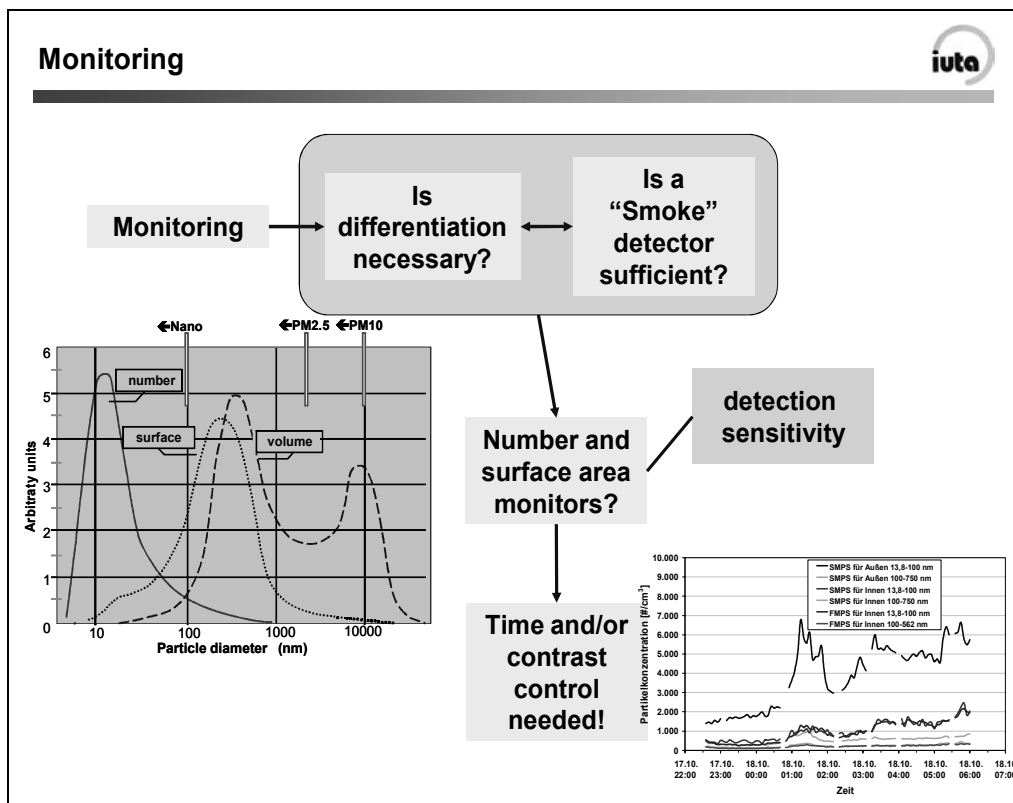 Monitoring
iuta
Monitoring
Is
differentiation
necessary?
Is a
“Smoke”
detector
sufficient?
←Nano
←PM2.5
←PM10
6
5
4
3
2
1
0
Arbitraty units
number
surface
volume
10
100
1000
10000
Particle diameter (nm)
Number and
surface area
monitors?
detection
sensitivity
Time and/or
contrast
control
needed!
10.000
9.000
8.000
7.000
6.000
5.000
4.000
3.000
2.000
1.000
0
Partikelkonzentration [#/cm³]
SMPS für Außen 13,8-100 nm
SMPS für Außen 100-750 nm
SMPS für Innen 13,8-100 nm
SMPS für Innen 100-750 nm
FMPS für Innen 13,8-100 nm
FMPS für Innen 100-562 nm
17.10. 17.10. 18.10. 18.10. 18.10. 18.10. 18.10. 18.10. 18.10. 18.10
22:00 23:00 00:00 01:00 02:00 03:00 04:00 05:00 06:00 07:00
Zeit